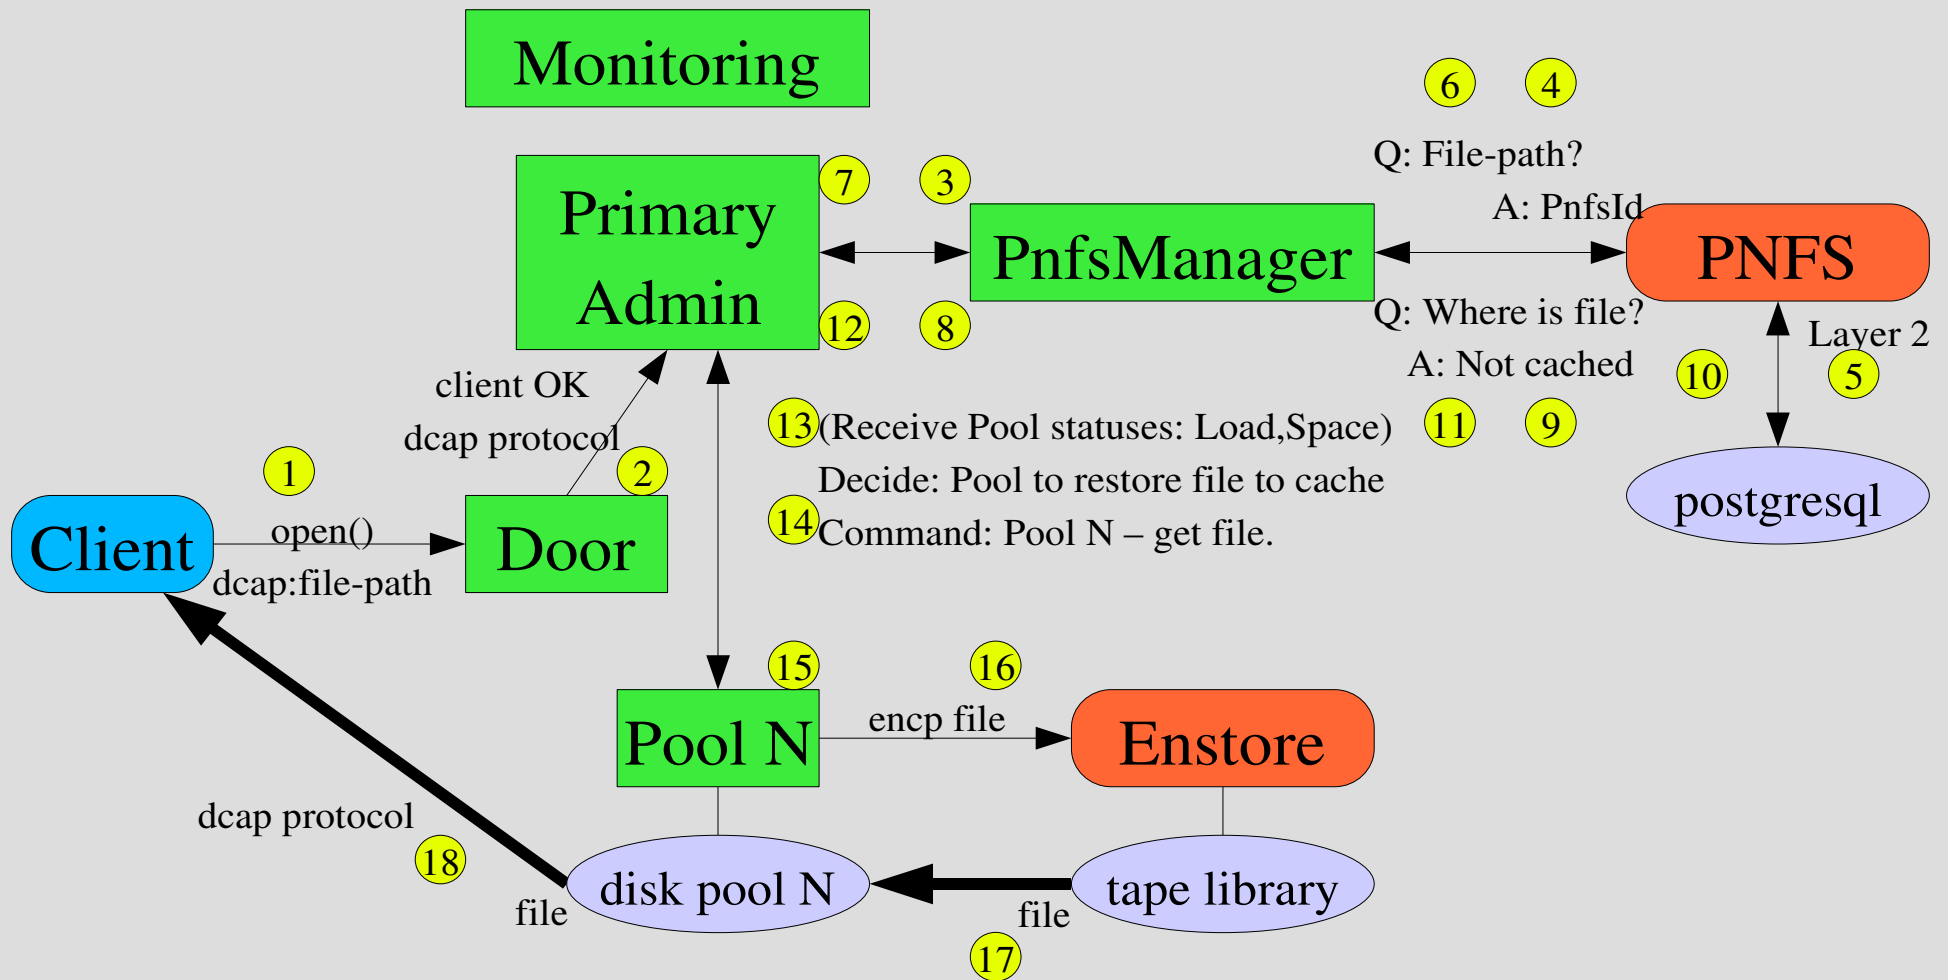 Monitoring
6
4
Q: File-path?
A: PnfsId
Primary
Admin
7
3
12
8
PnfsManager
PNFS
Q: Where is file?
A: Not cached
Layer 2
10
5
11
9
postgresql
client OK
dcap protocol
13
(Receive Pool statuses: Load,Space)
Decide: Pool to restore file to cache
14
Command: Pool N – get file.
1
2
Client
open()
dcap:file-path
Door
15
16
Pool N
encp file
Enstore
dcap protocol
18
file
disk pool N
file
17
tape library